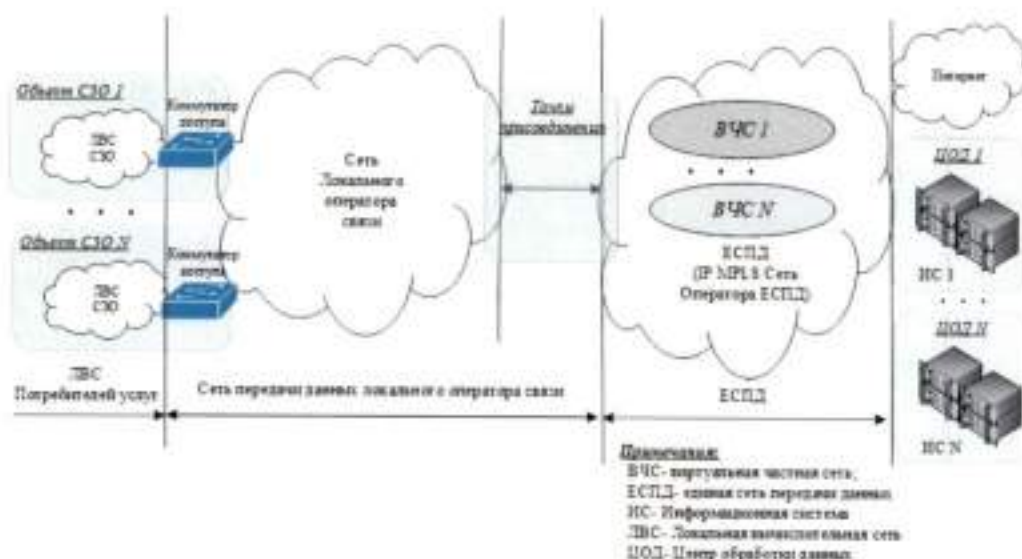 Объект СЗО 1
ЛВС
СЗО
Коммутатор
доступа
Объект СЗО N
ЛВС
СЗО
Коммутатор
доступа
Сеть
Локального
оператора
связи
Точки
присоединения
ВЧС 1
ВЧС N
ЕСПД
(IP MPLS Сеть
Оператора ЕСПД)
Интернет
ЦОД 1
ИС 1
ЦОД N
ИС N
ЛВС
Потребителей услуг
Сеть передачи данных локального оператора связи
ЕСПД
Примечания:
ВЧС- виртуальная частная сеть;
ЕСПД- единая сеть передачи данных
ИС- Информационная система
ЛВС- Локальная вычислительная сеть
ЦОД- Центр обработки данных